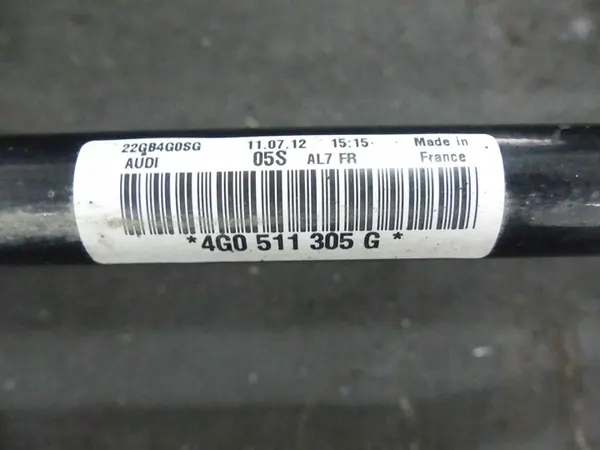 22GB4G0SG 11.07.12 15:15 Made in
AUDI 05S AL7 FR France
*4G0 511 305 G*